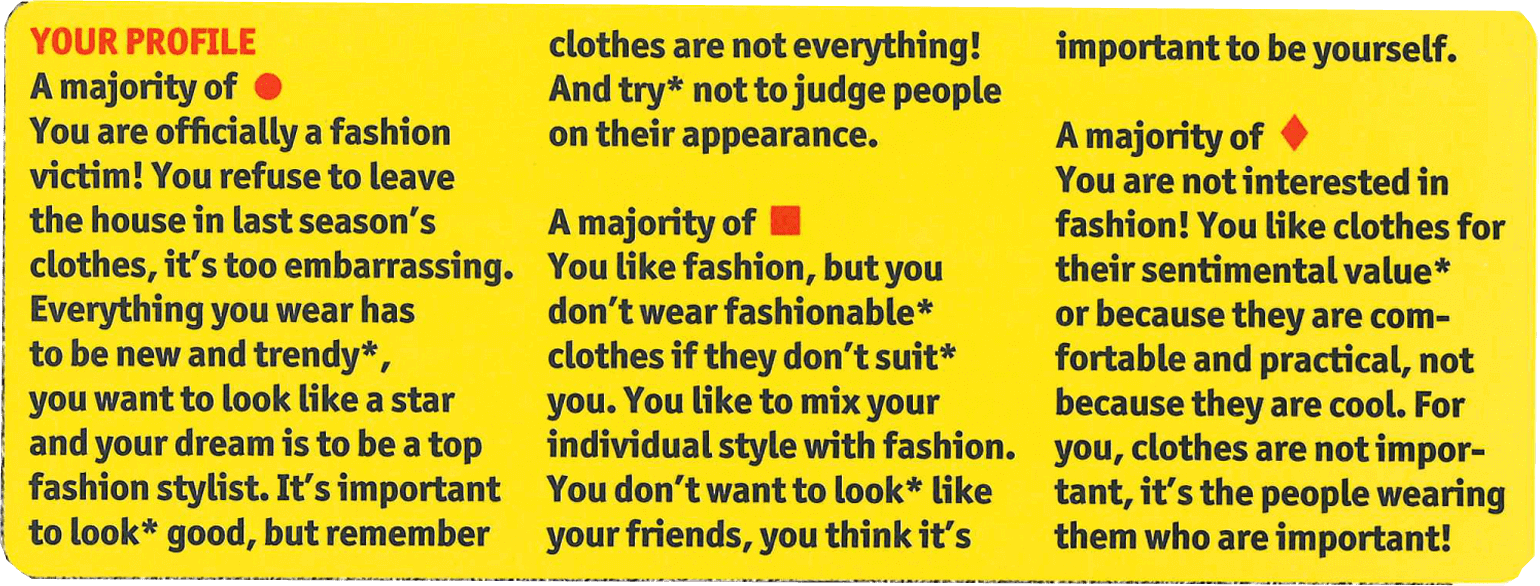 YOUR PROFILE
A majority of
You are officially a fashion
victim! You refuse to leave
the house in last season's
clothes, it's too embarrassing.
Everything you wear has
to be new and trendy*,
you want to look like a star
and your dream is to be a top
fashion stylist. It's important
to look* good, but remember
clothes are not everything!
And try* not to judge people
on their appearance.
A majority of
You like fashion, but you
don't wear fashionable*
clothes if they don't suit*
you. You like to mix your
individual style with fashion.
You don't want to look* like
your friends, you think it's
important to be yourself.
A majority of
You are not interested in
fashion! You like clothes for
their sentimental value*
or because they are com-
fortable and practical, not
because they are cool. For
you, clothes are not impor-
tant, it's the people wearing
them who are important!